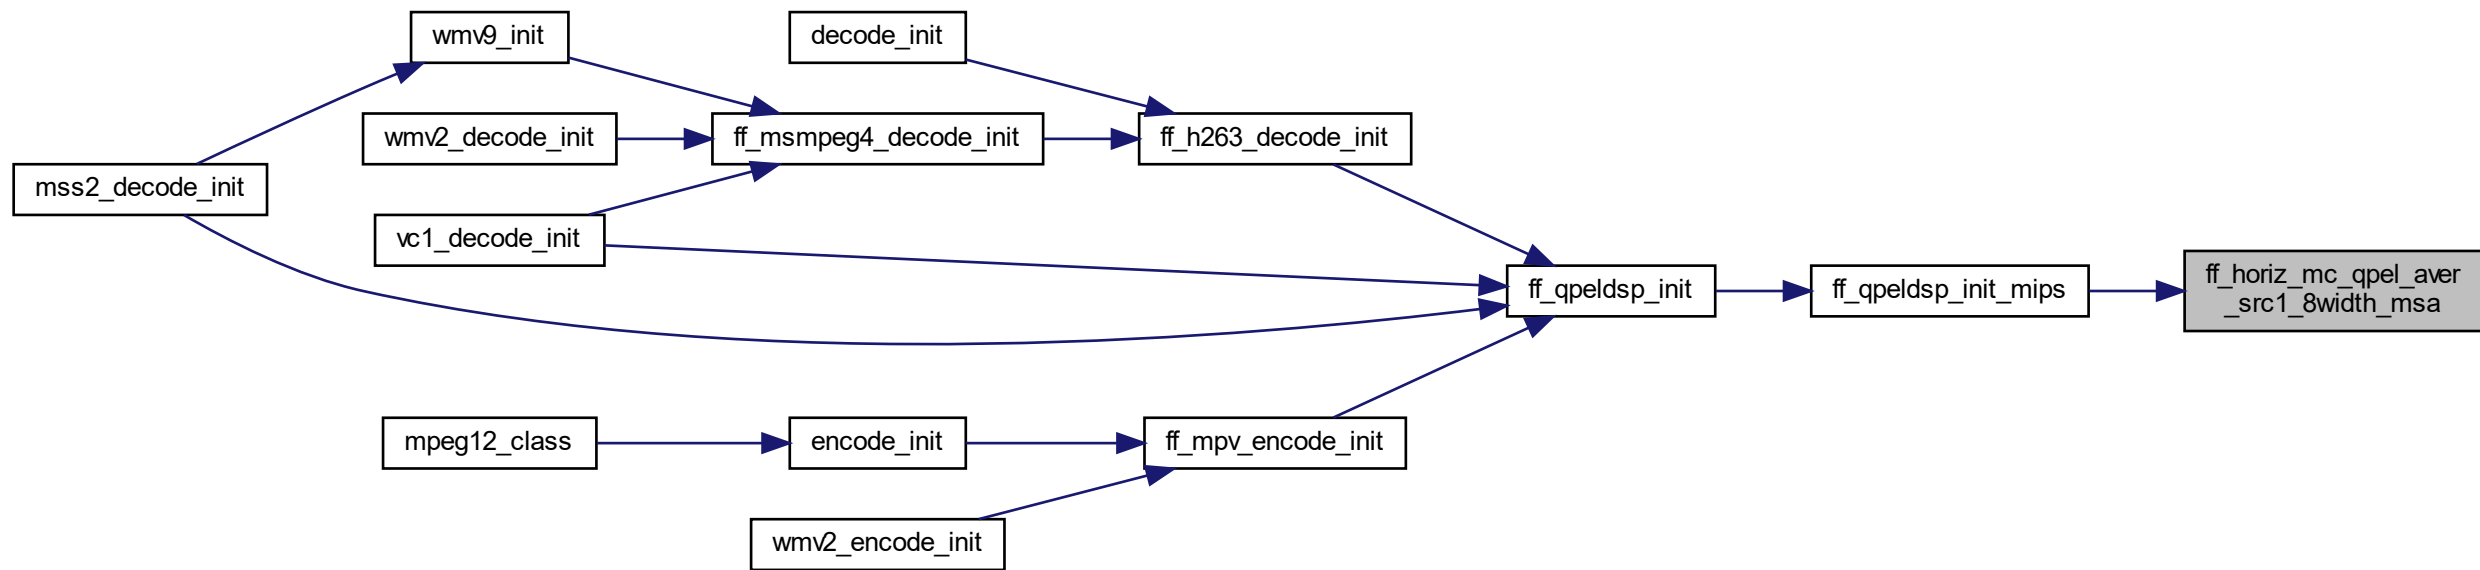 wmv9_init
decode_init
wmv2_decode_init
ff_msmpeg4_decode_init
ff_h263_decode_init
mss2_decode_init
vc1_decode_init
ff_qpeldsp_init
ff_qpeldsp_init_mips
ff_horiz_mc_qpel_aver
_src1_8width_msa
mpeg12_class
encode_init
ff_mpv_encode_init
wmv2_encode_init